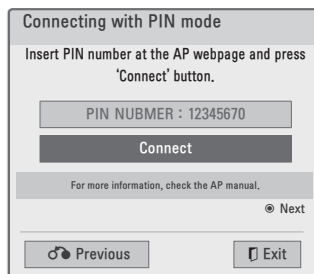 Connecting with PIN mode
Insert PIN number at the AP webpage and press
‘Connect’ button.
PIN NUBMER : 12345670
Connect
For more information, check the AP manual.
Next
Previous
Exit